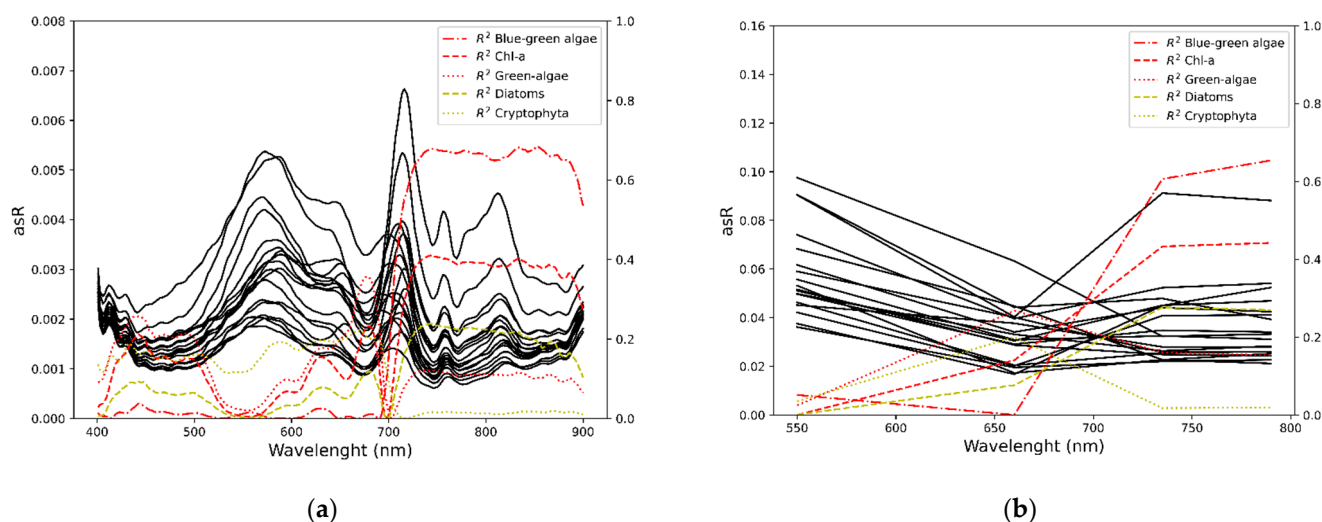 0.008
0.007
0.006
0.005
0.004
0.003
0.002
0.001
0.000
asR
400 500 600 700 800 900
Wavelenght (nm)
1.0
0.8
0.6
0.4
0.2
0.0
R² Blue-green algae
R² Chl-a
R² Green-algae
R² Diatoms
R² Cryptophyta
(a)
0.16
0.14
0.12
0.10
0.08
0.06
0.04
0.02
0.00
asR
550 600 650 700 750 800
Wavelenght (nm)
1.0
0.8
0.6
0.4
0.2
0.0
R² Blue-green algae
R² Chl-a
R² Green-algae
R² Diatoms
R² Cryptophyta
(b)